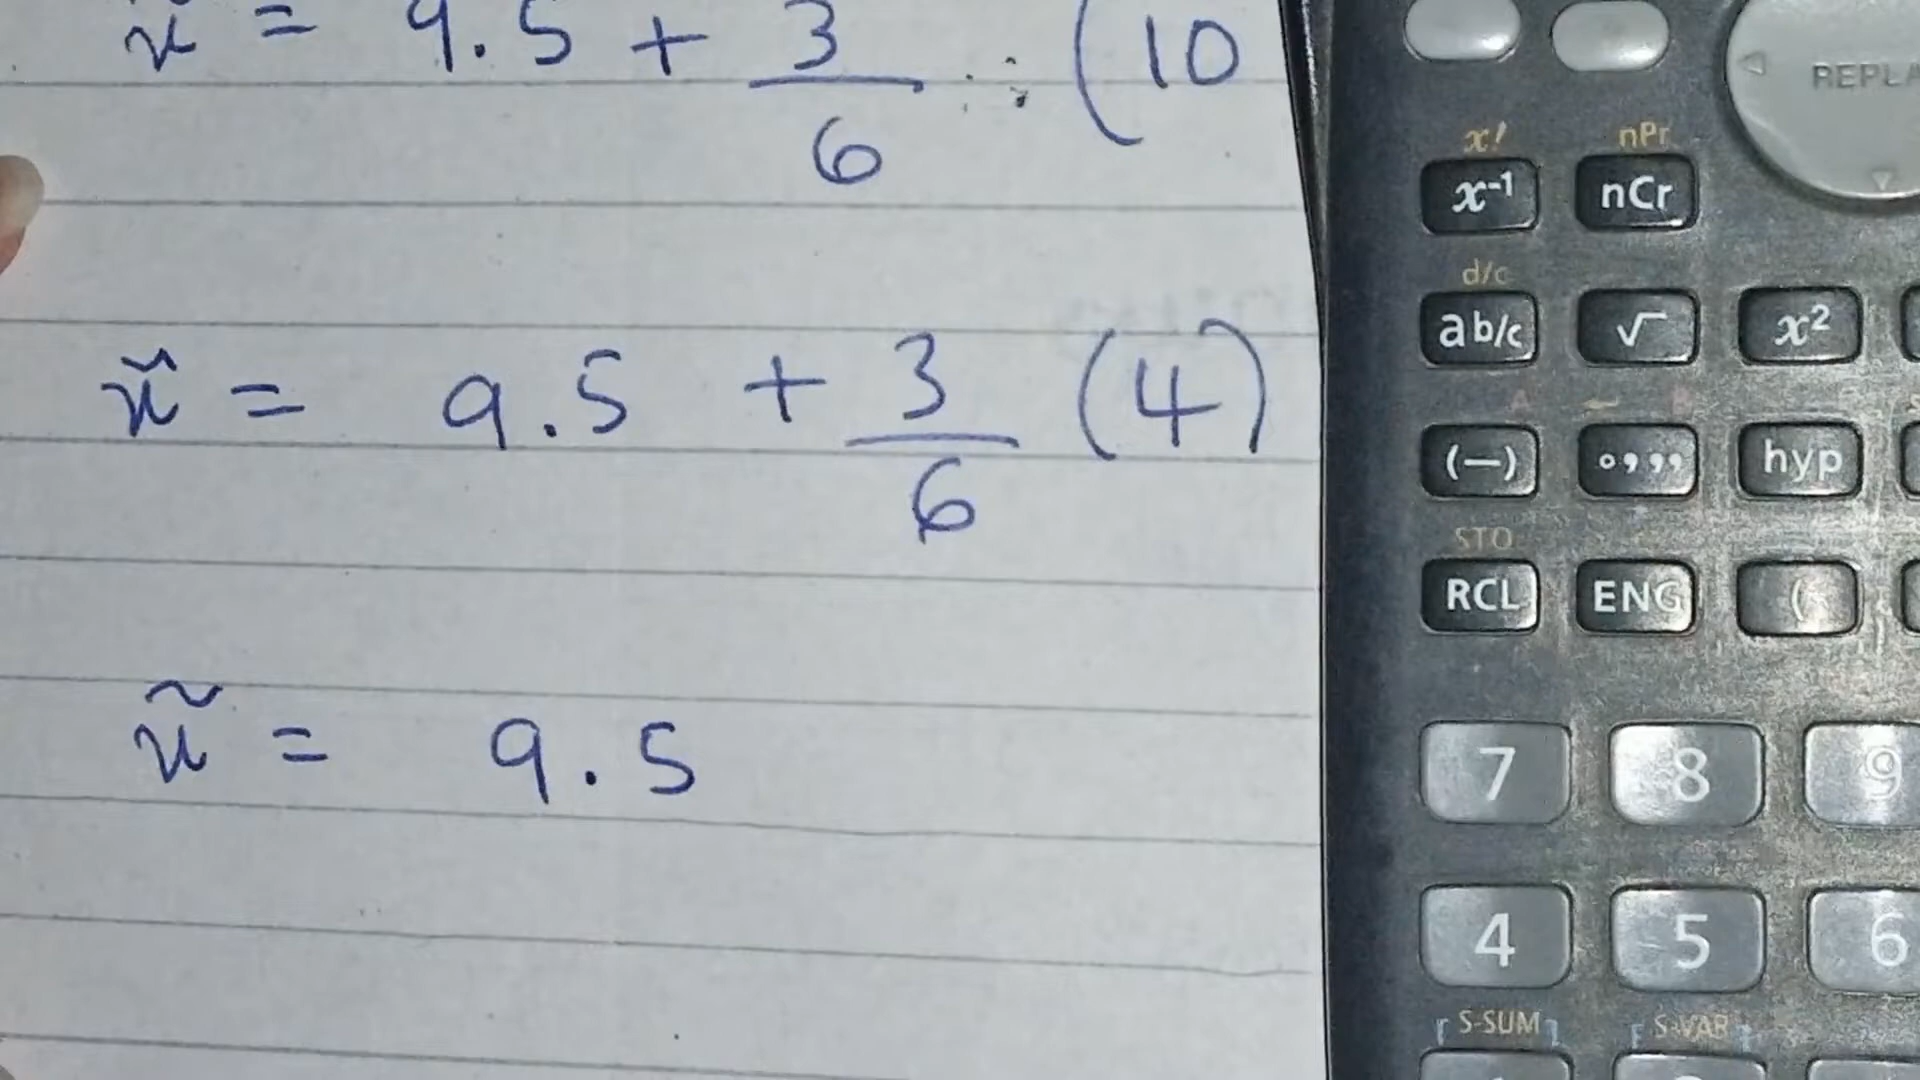 x̃ = 9.5 + 3/6 : (10
x̃ = 9.5 + 3/6 (4)
x̃ = 9.5
REPLA
x! nPr
x⁻¹ nCr
d/c
ab/c √ x²
A B
(—) °,,, hyp
STO
RCL ENG (
7 8 9
4 5 6
S-SUM S-VAR